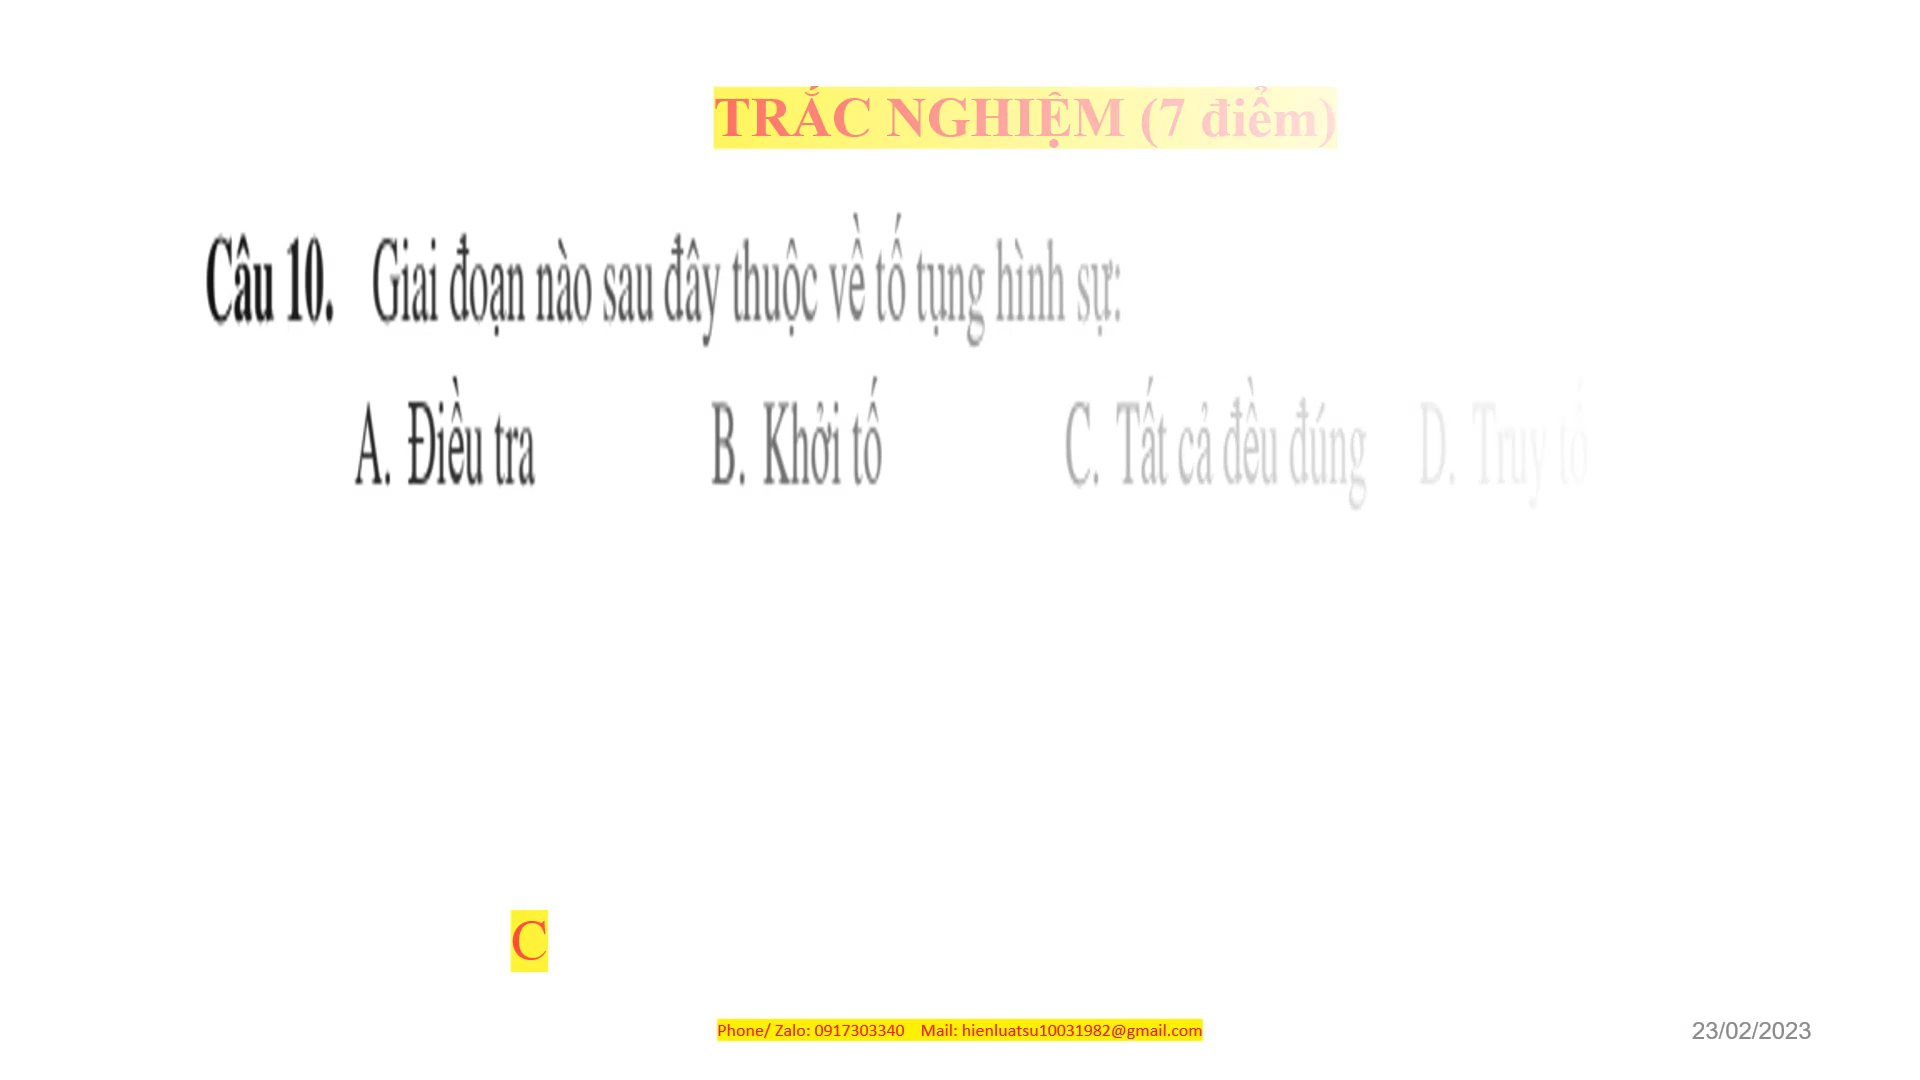 TRẮC NGHIỆM (7 điểm)
Câu 10. Giai đoạn nào sau đây thuộc về tố tụng hình sự:
A. Điều tra B. Khởi tố C. Tất cả đều đúng D. Truy tố
C
Phone/ Zalo: 0917303340 Mail: hienluatsu10031982@gmail.com
23/02/2023